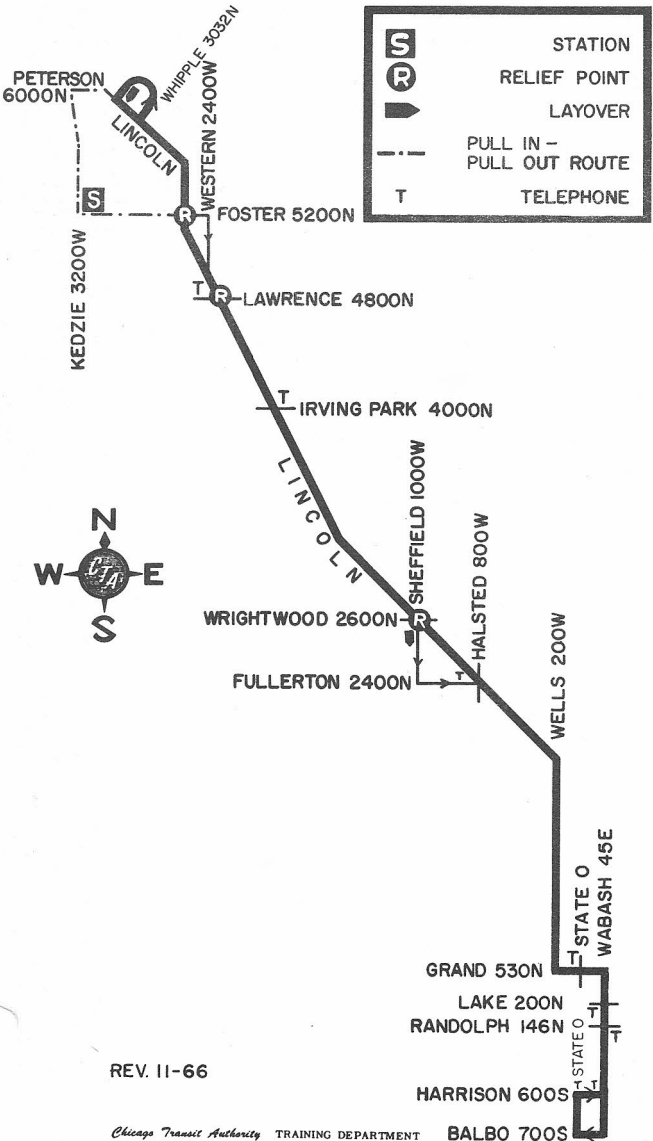 WHIPPLE 3032N
PETERSON
6000N
LINCOLN
WESTERN 2400W
S
STATION
R
RELIEF POINT
LAYOVER
PULL IN -
PULL OUT ROUTE
T
TELEPHONE
S
R
FOSTER 5200N
KEDZIE 3200W
T
R
LAWRENCE 4800N
T
IRVING PARK 4000N
LINCOLN
N
W
CTA
E
S
SHEFFIELD 1000W
HALSTED 800W
WRIGHTWOOD 2600N
R
FULLERTON 2400N
T
WELLS 200W
STATE 0
WABASH 45E
T
GRAND 530N
LAKE 200N
T
RANDOLPH 146N
T
STATE 0
T
T
HARRISON 600S
BALBO 700S
REV. 11-66
Chicago Transit Authority TRAINING DEPARTMENT